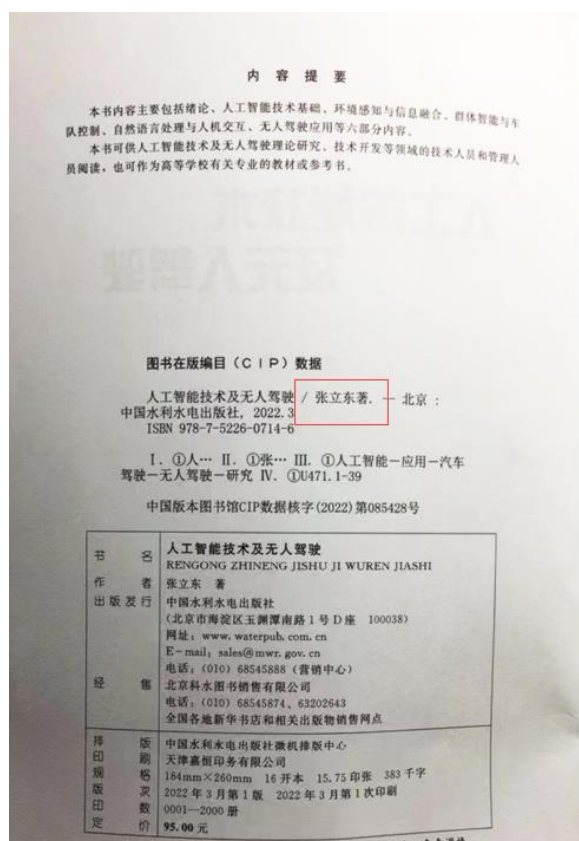 内 容 提 要
本书内容主要包括绪论、人工智能技术基础、环境感知与信息融合、群体智能与车
队控制、自然语言处理与人机交互、无人驾驶应用等六部分内容。
本书可供人工智能技术及无人驾驶理论研究、技术开发等领域的技术人员和管理人
员阅读，也可作为高等学校有关专业的教材或参考书。
图书在版编目（CIP）数据
人工智能技术及无人驾驶 / 张立东著. — 北京 :
中国水利水电出版社, 2022.3
ISBN 978-7-5226-0714-6
Ⅰ. ①人… Ⅱ. ①张… Ⅲ. ①人工智能－应用－汽车
驾驶－无人驾驶－研究 Ⅳ. ①U471.1-39
中国版本图书馆CIP数据核字(2022)第085428号
书 名 人工智能技术及无人驾驶
RENGONG ZHINENG JISHU JI WUREN JIASHI
作 者 张立东 著
出版发行 中国水利水电出版社
(北京市海淀区玉渊潭南路1号D座 100038)
网址：www.waterpub.com.cn
E-mail：sales@mwr.gov.cn
电话：(010) 68545888 (营销中心)
经 售 北京科水图书销售有限公司
电话：(010) 68545874、63202643
全国各地新华书店和相关出版物销售网点
排 版 中国水利水电出版社微机排版中心
印 刷 天津嘉恒印务有限公司
规 格 184mm×260mm 16开本 15.75印张 383千字
版 次 2022年3月第1版 2022年3月第1次印刷
印 数 0001—2000册
定 价 95.00元